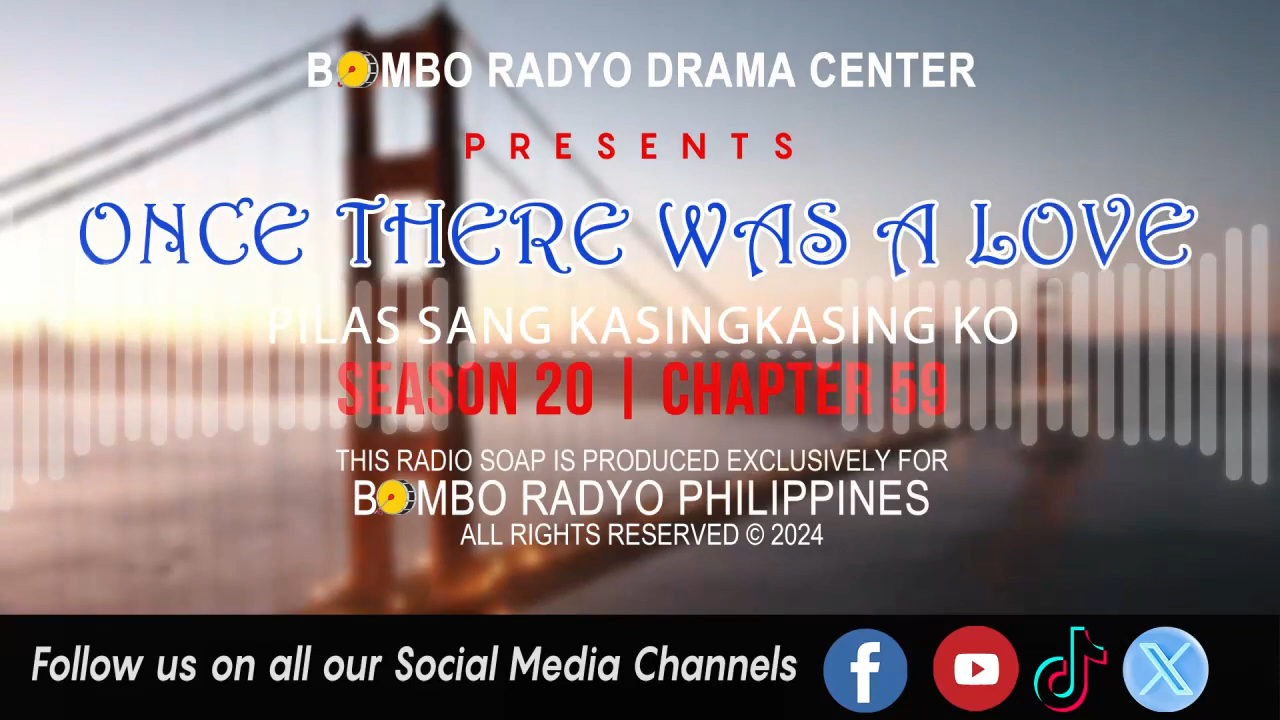 BOMBO RADYO DRAMA CENTER
PRESENTS
ONCE THERE WAS A LOVE
PILAS SANG KASINGKASING KO
SEASON 20 | CHAPTER 59
THIS RADIO SOAP IS PRODUCED EXCLUSIVELY FOR
BOMBO RADYO PHILIPPINES
ALL RIGHTS RESERVED © 2024
Follow us on all our Social Media Channels